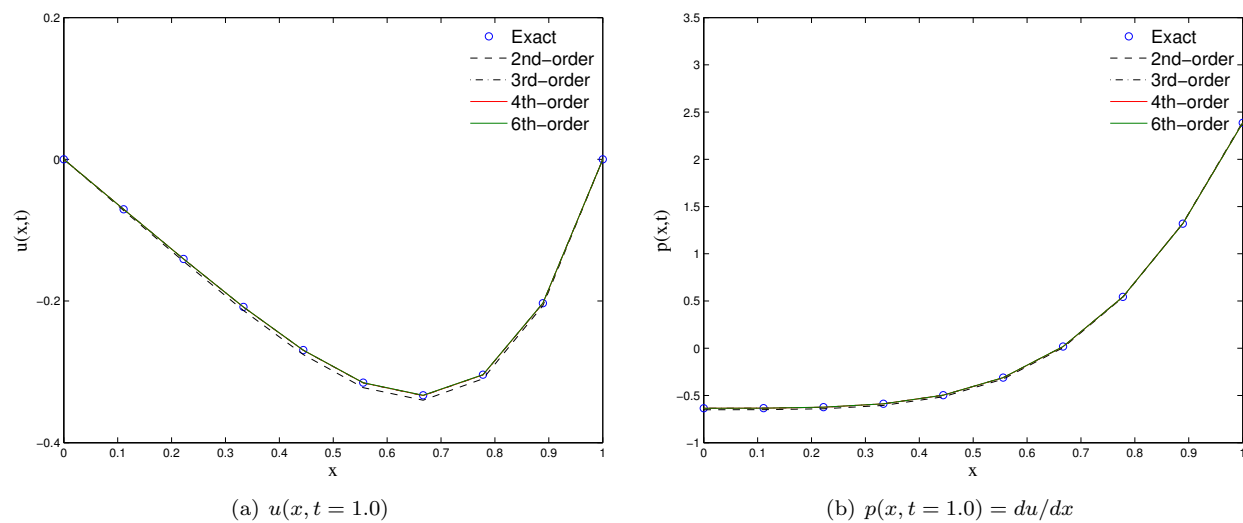 0.2
0
−0.2
−0.4
u(x,t)
0 0.1 0.2 0.3 0.4 0.5 0.6 0.7 0.8 0.9 1
x
Exact
2nd−order
3rd−order
4th−order
6th−order
(a) u(x, t = 1.0)
3.5
3
2.5
2
1.5
1
0.5
0
−0.5
−1
p(x,t)
0 0.1 0.2 0.3 0.4 0.5 0.6 0.7 0.8 0.9 1
x
Exact
2nd−order
3rd−order
4th−order
6th−order
(b) p(x, t = 1.0) = du/dx